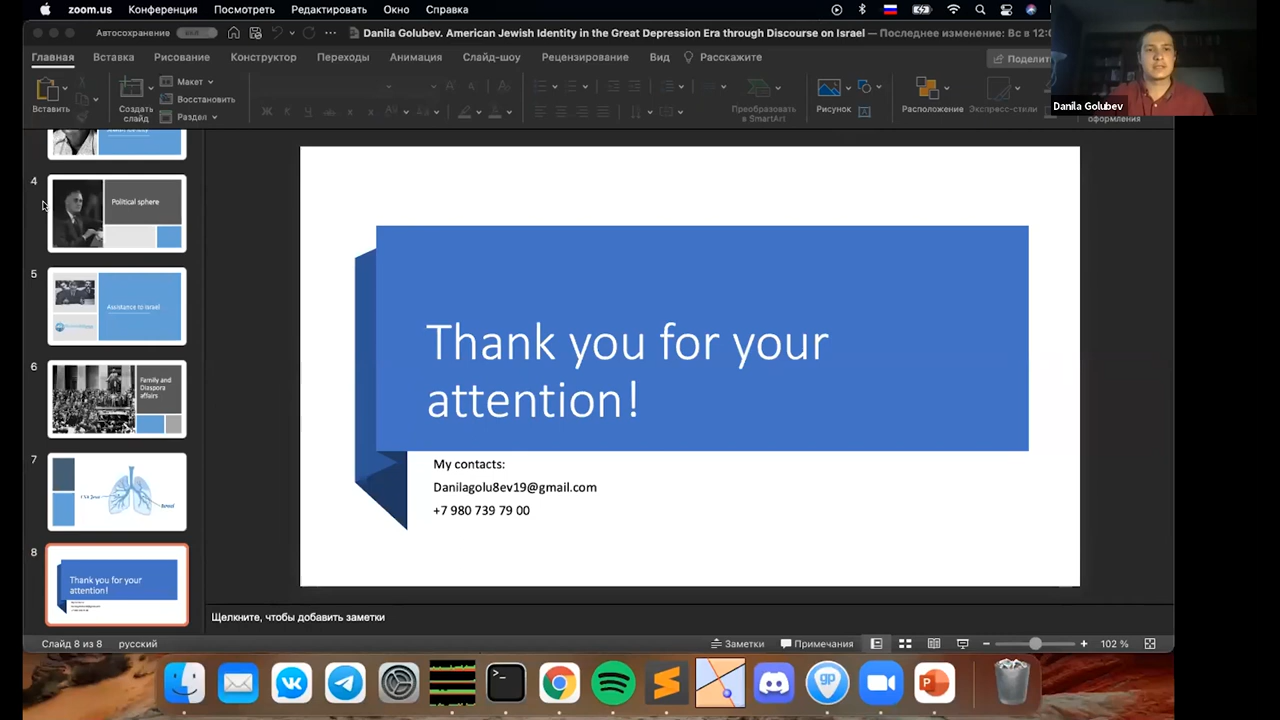 zoom.us Конференция Посмотреть Редактировать Окно Справка
Автосохранение
Danila Golubev. American Jewish Identity in the Great Depression Era through Discourse on Israel — Последнее изменение: Вс в 12:0
Главная Вставка Рисование Конструктор Переходы Анимация Слайд-шоу Рецензирование Вид Расскажите Поделит
Вставить
Создать слайд
Макет
Восстановить
Раздел
Ж К Ч
Преобразовать в SmartArt
Рисунок
Расположение
Экспресс-стили
оформления
Danila Golubev
4
Political sphere
5
Assistance to Israel
6
Family and
Diaspora
affairs
7
USA Jews
Israel
8
Thank you for your
attention!
Thank you for your
attention!
My contacts:
Danilagolu8ev19@gmail.com
+7 980 739 79 00
Щелкните, чтобы добавить заметки
Слайд 8 из 8 русский Заметки Примечания 102 %
gp
P